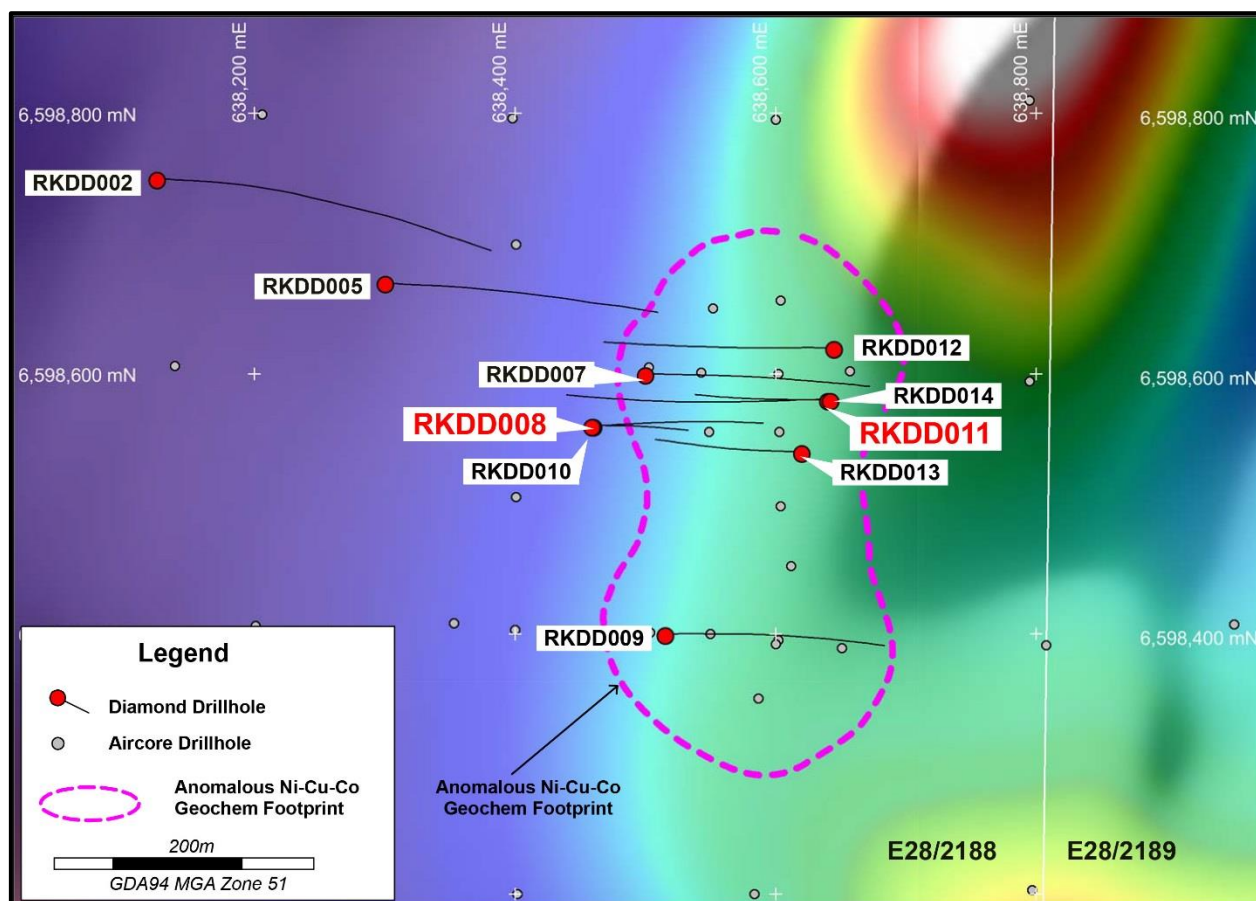 638,200 mE
638,400 mE
638,600 mE
638,800 mE
6,598,800 mN
6,598,800 mN
RKDD002
RKDD005
RKDD012
6,598,600 mN
RKDD007
6,598,600 mN
RKDD014
RKDD008
RKDD011
RKDD010
RKDD013
RKDD009
6,598,400 mN
Legend
Diamond Drillhole
Aircore Drillhole
Anomalous Ni-Cu-Co
Geochem Footprint
200m
GDA94 MGA Zone 51
Anomalous Ni-Cu-Co
Geochem Footprint
E28/2188
E28/2189